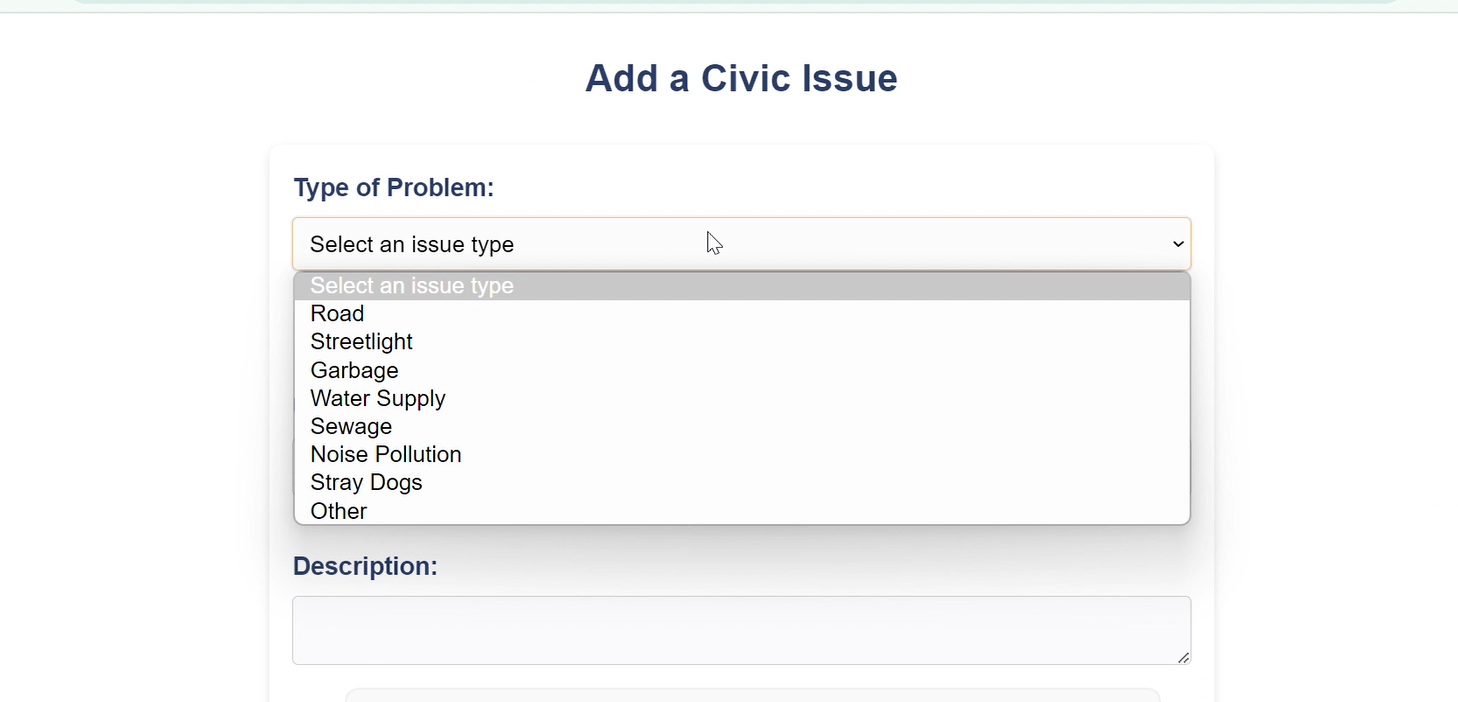 Add a Civic Issue
Type of Problem:
Select an issue type
Select an issue type
Road
Streetlight
Garbage
Water Supply
Sewage
Noise Pollution
Stray Dogs
Other
Description: